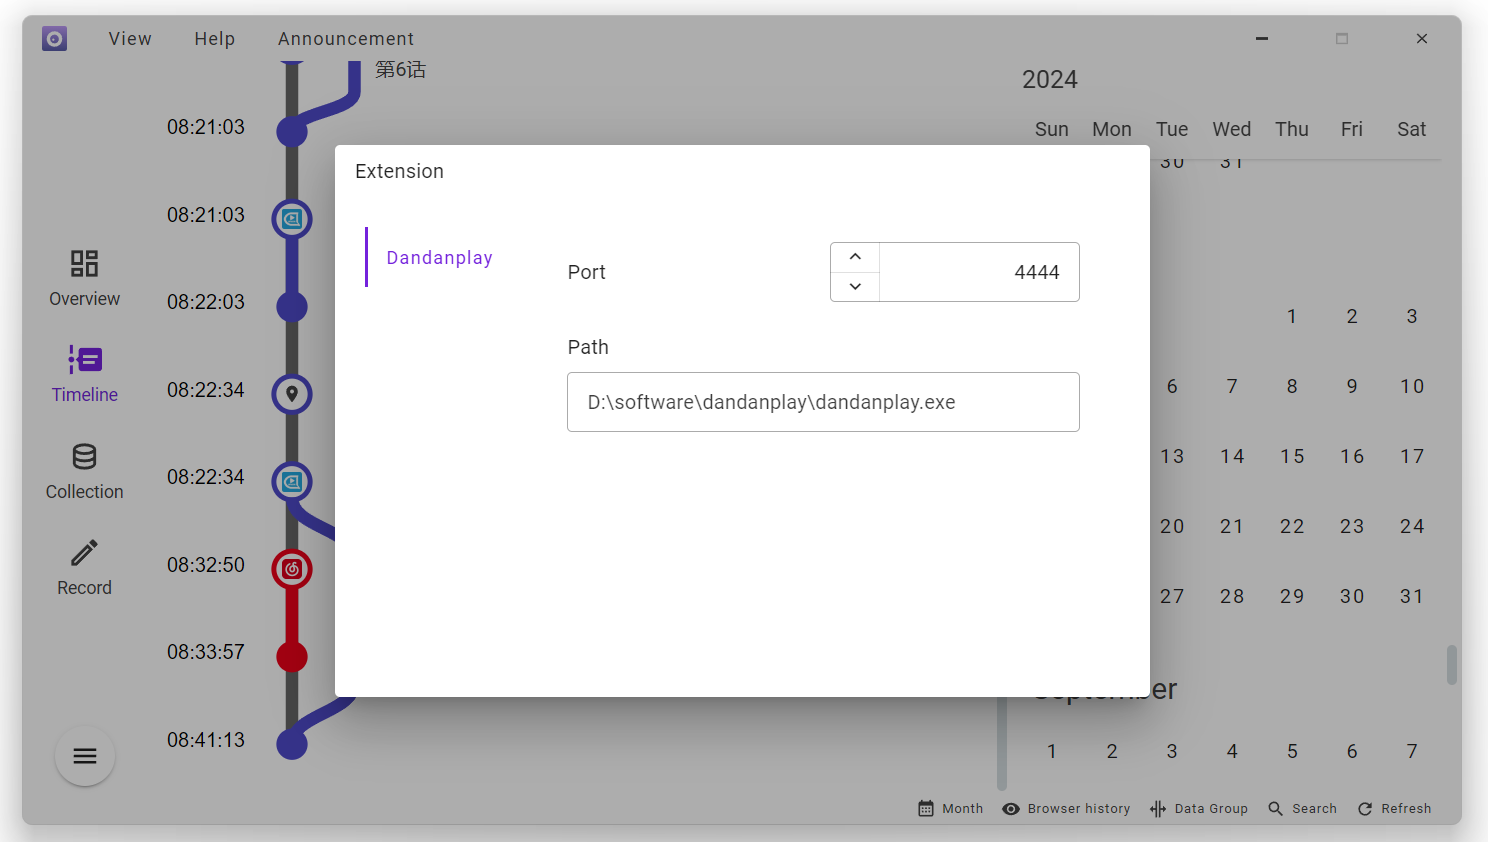 View Help Announcement
第6话
2024
Sun Mon Tue Wed Thu Fri Sat
30 31
08:21:03
08:21:03
08:22:03
08:22:34
08:22:34
08:32:50
08:33:57
08:41:13
Overview
Timeline
Collection
Record
Extension
Dandanplay
Port
4444
Path
D:\software\dandanplay\dandanplay.exe
1 2 3
6 7 8 9 10
13 14 15 16 17
20 21 22 23 24
27 28 29 30 31
September
1 2 3 4 5 6 7
Month Browser history Data Group Search Refresh